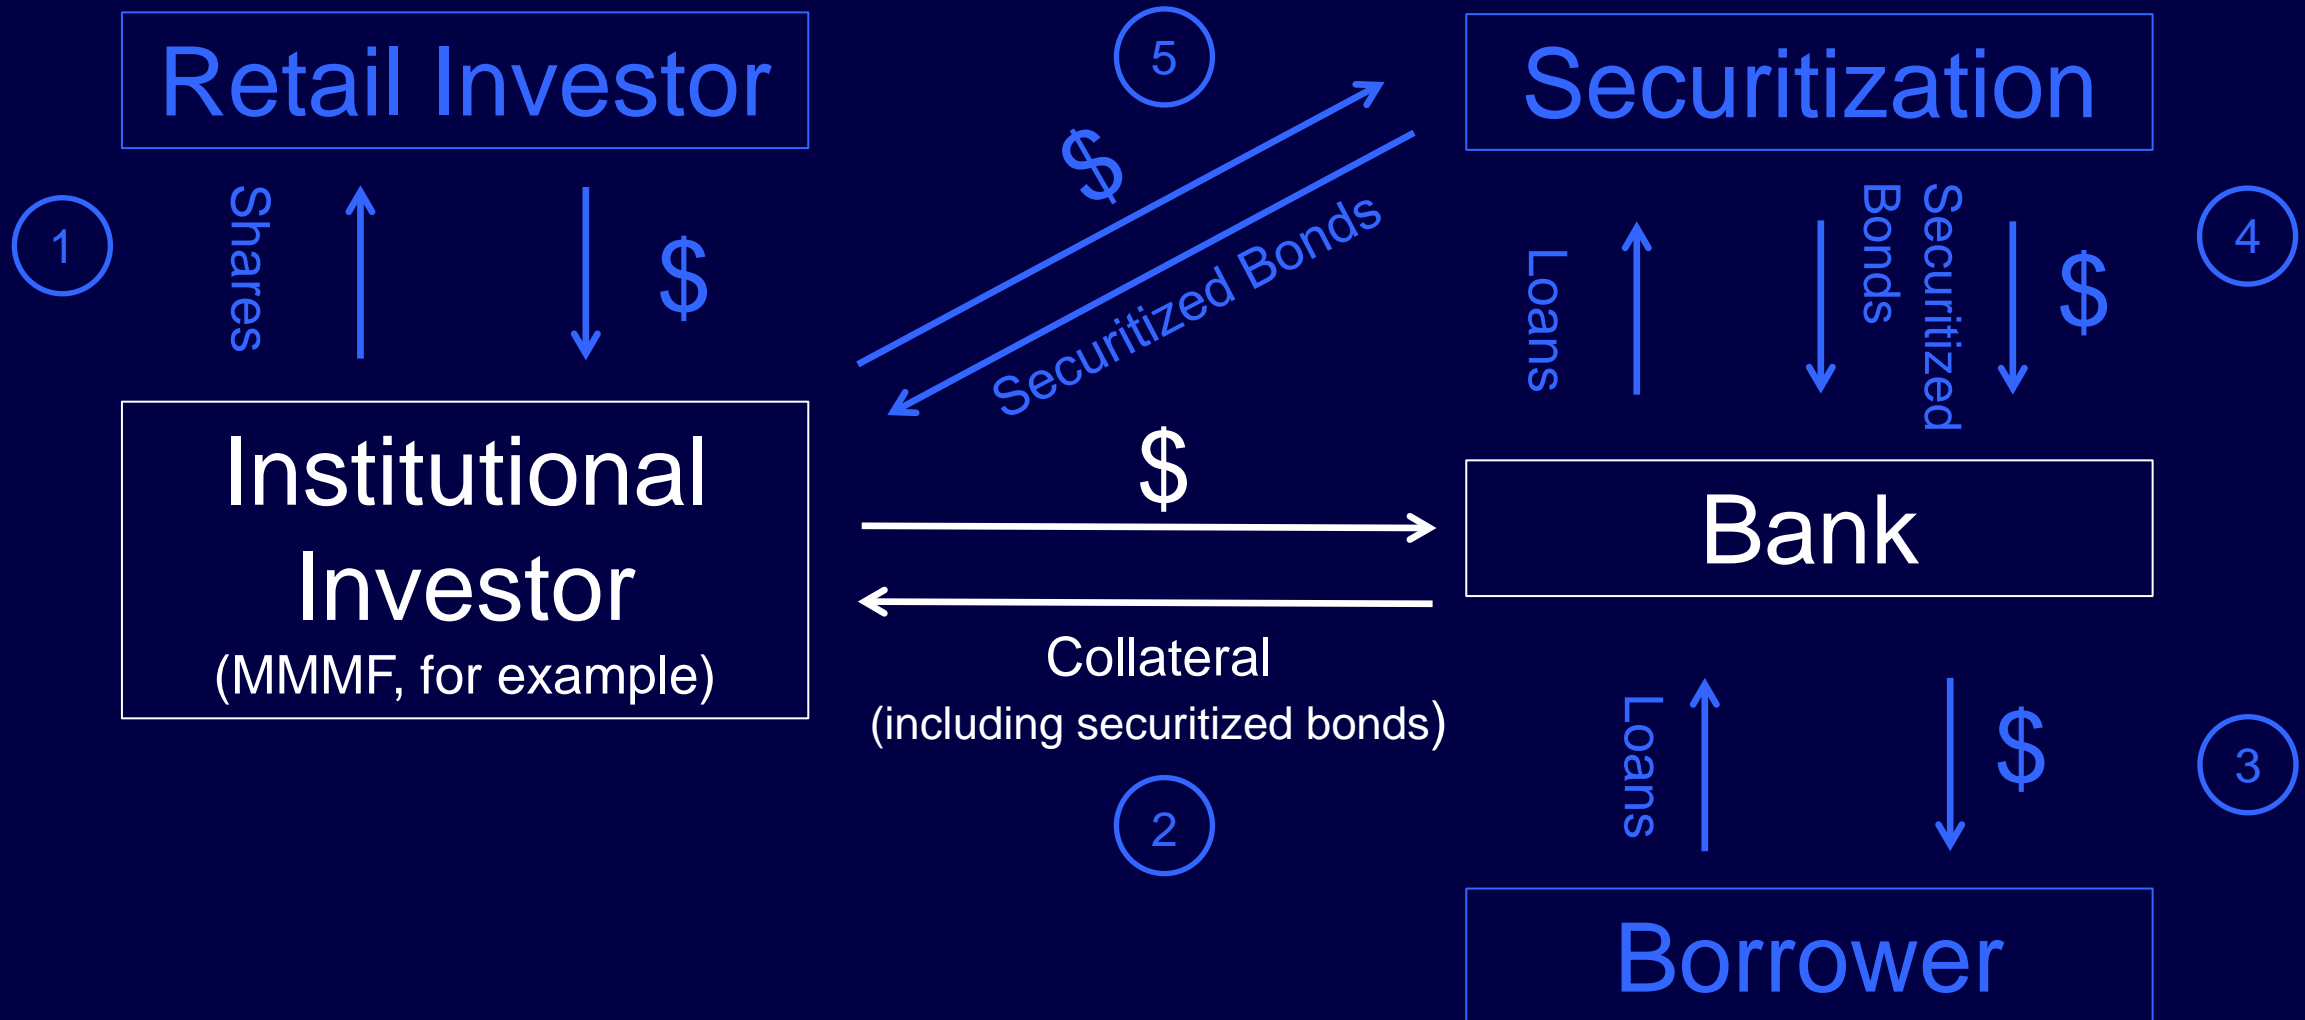 Retail Investor
5
Securitization
$
1
Shares
$
Securitized Bonds
Loans
Securitized
Bonds
$
4
Institutional
Investor
(MMMF, for example)
$
Bank
Collateral
(including securitized bonds)
2
Loans
$
3
Borrower